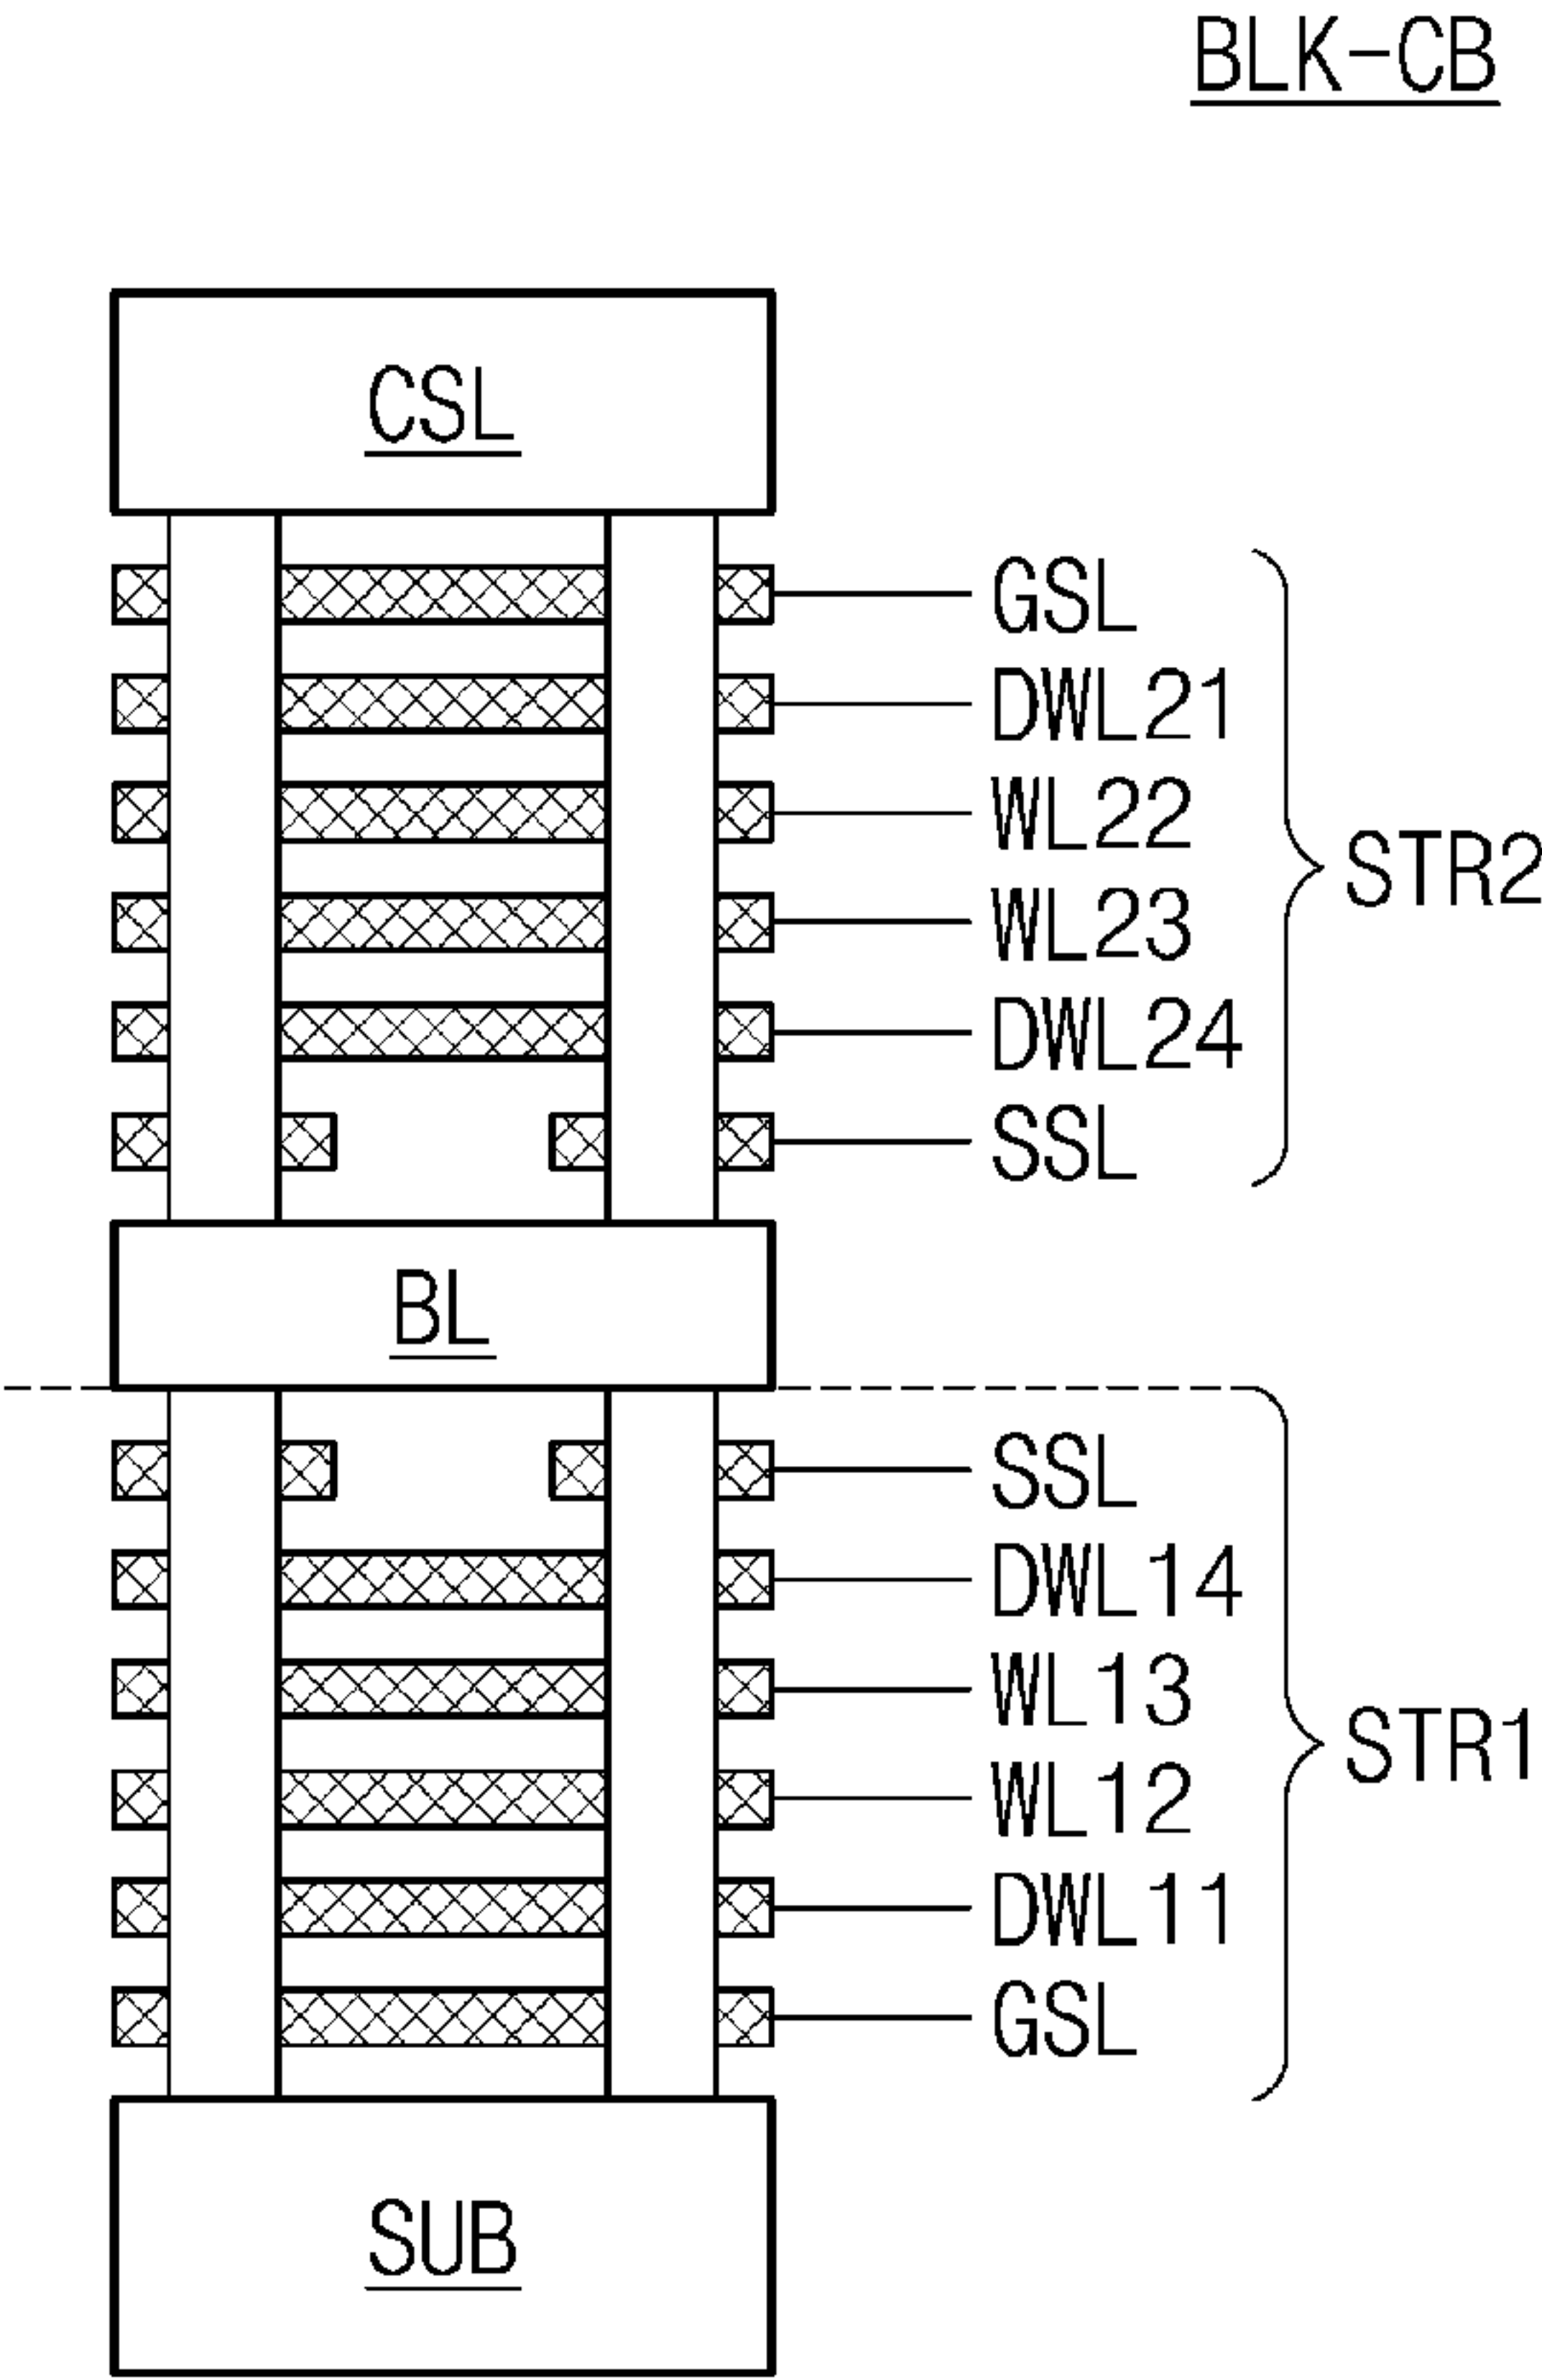 BLK-CB
CSL
GSL
DWL21
WL22
WL23
STR2
DWL24
SSL
BL
SSL
DWL14
WL13
STR1
WL12
DWL11
GSL
SUB